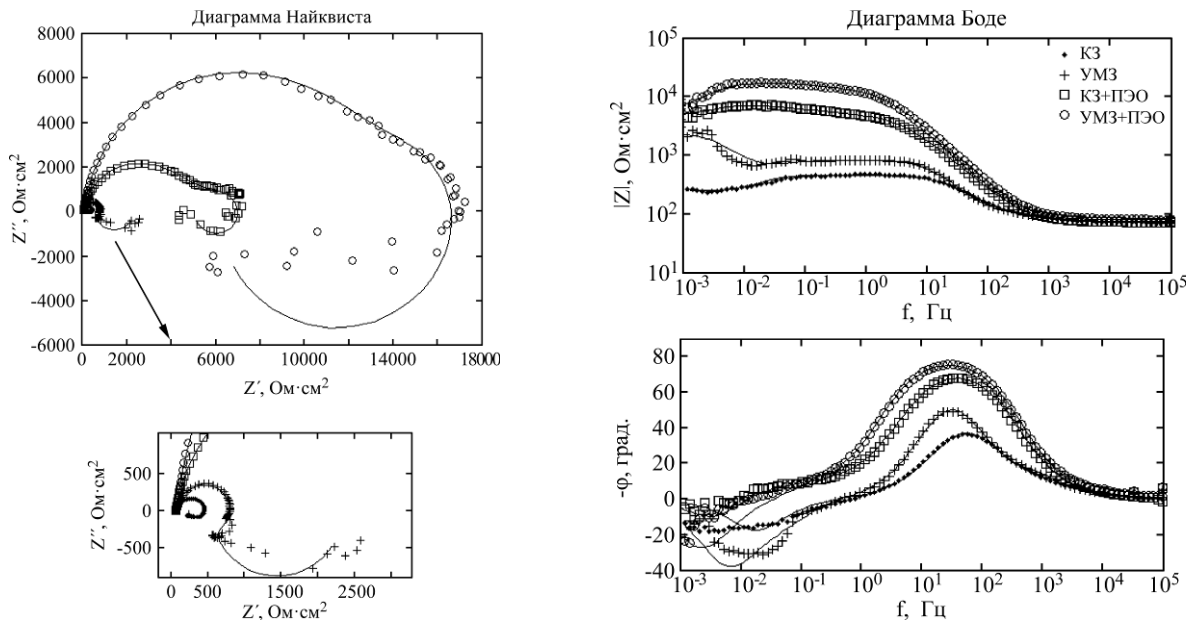 Диаграмма Найквиста
8000
6000
4000
2000
0
-2000
-4000
-6000
Z″, Ом·см²
0 2000 6000 10000 14000 18000
Z′, Ом·см²
500
0
-500
Z″, Ом·см²
0 500 1500 2500
Z′, Ом·см²
Диаграмма Боде
10⁵
10⁴
10³
10²
10¹
|Z|, Ом·см²
КЗ
УМЗ
КЗ+ПЭО
УМЗ+ПЭО
10⁻³ 10⁻² 10⁻¹ 10⁰ 10¹ 10² 10³ 10⁴ 10⁵
f, Гц
80
60
40
20
0
-20
-40
-φ, град.
10⁻³ 10⁻² 10⁻¹ 10⁰ 10¹ 10² 10³ 10⁴ 10⁵
f, Гц